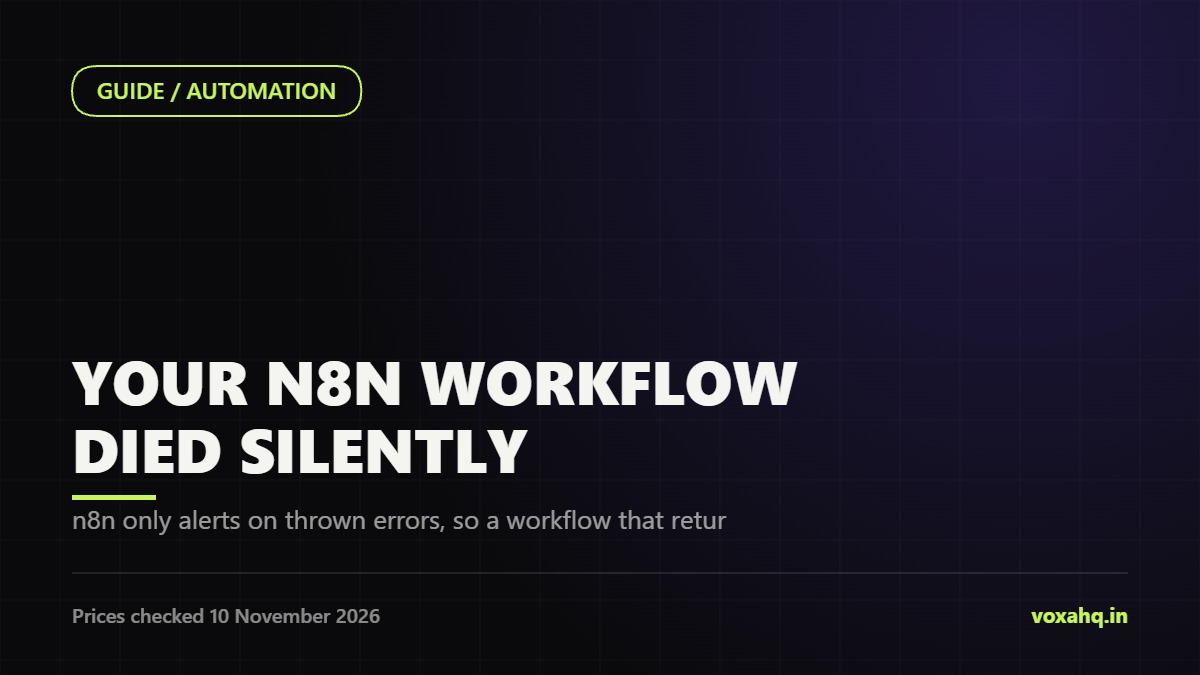 GUIDE / AUTOMATION
YOUR N8N WORKFLOW
DIED SILENTLY
n8n only alerts on thrown errors, so a workflow that retur
Prices checked 10 November 2026
voxahq.in